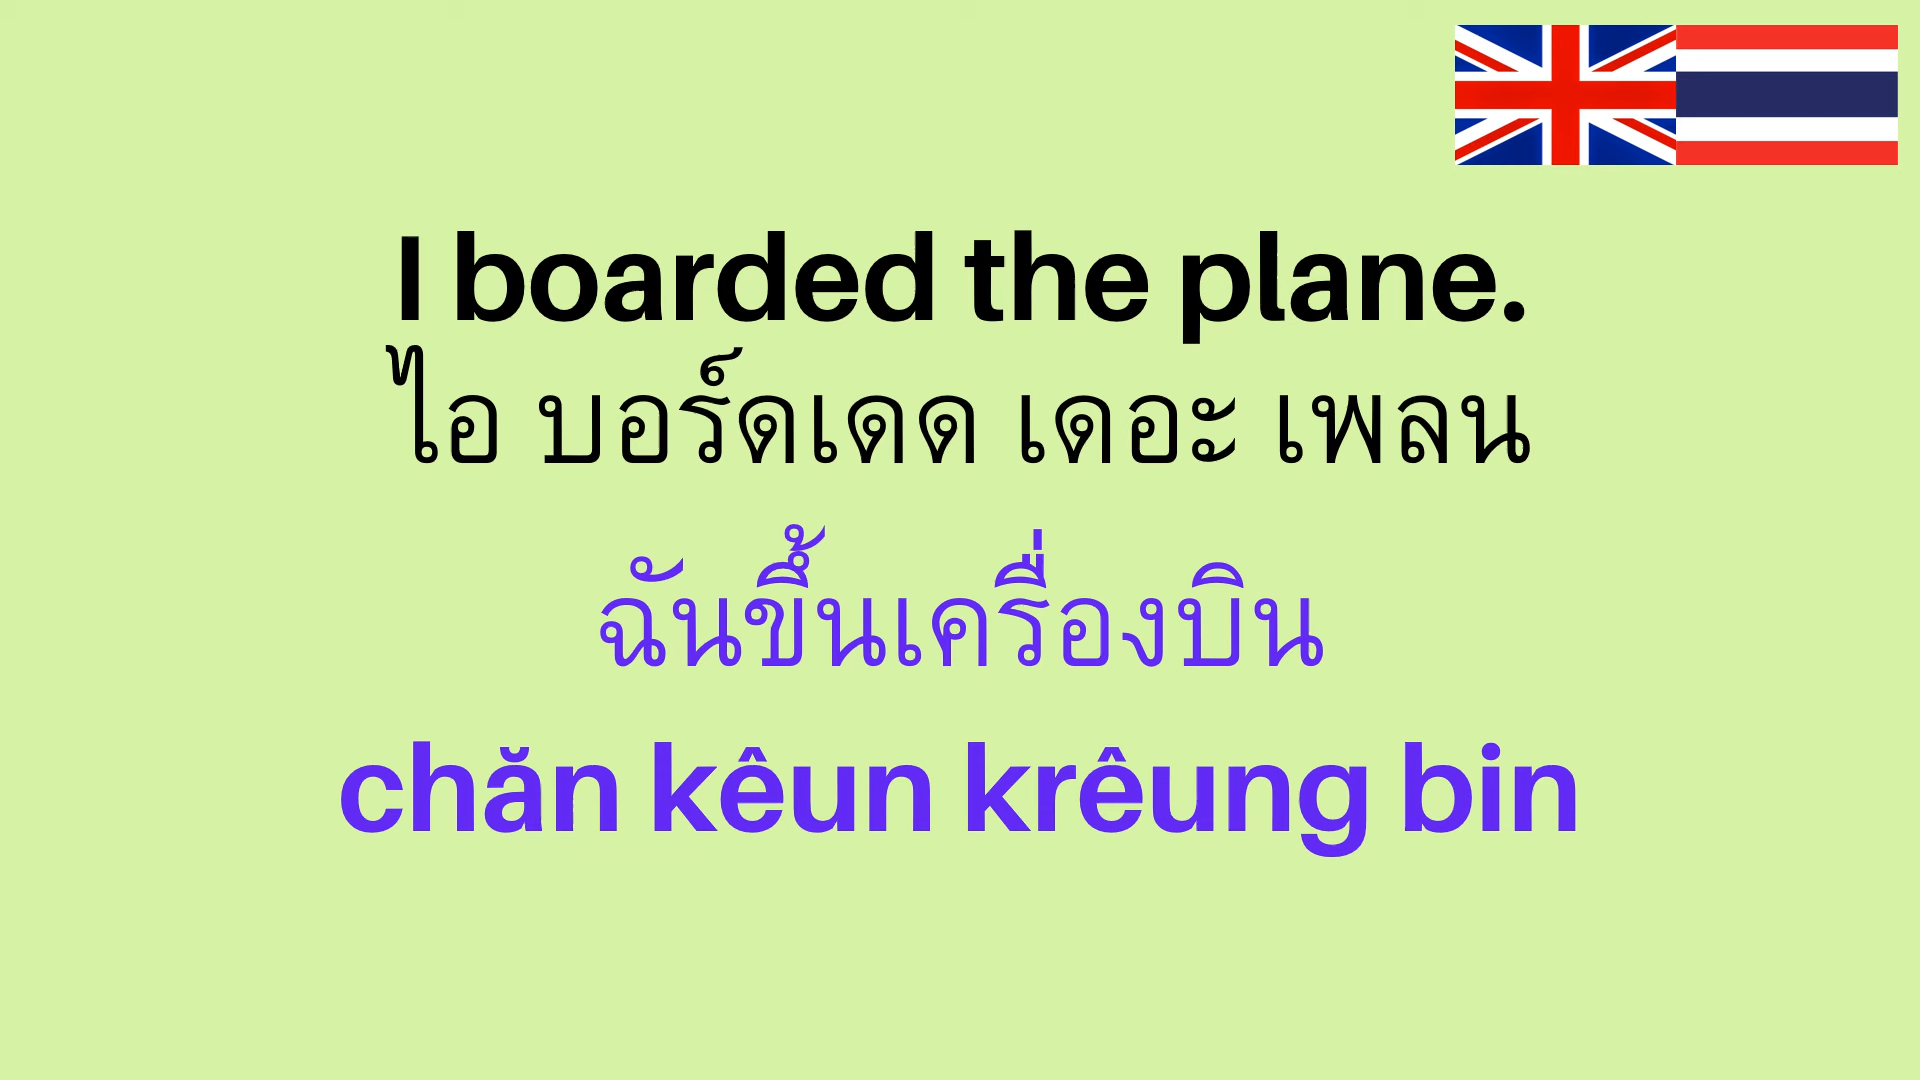 I boarded the plane.
ไอ บอร์ดเดด เดอะ เพลน
ฉันขึ้นเครื่องบิน
chăn kêun krêung bin